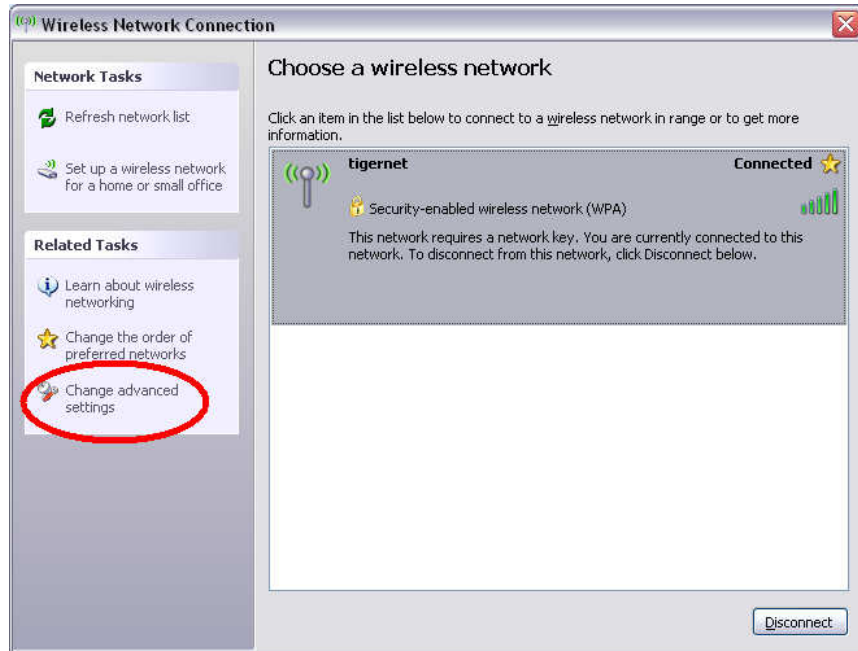 Wireless Network Connection
Network Tasks
Refresh network list
Set up a wireless network
for a home or small office
Related Tasks
Learn about wireless
networking
Change the order of
preferred networks
Change advanced
settings
Choose a wireless network
Click an item in the list below to connect to a wireless network in range or to get more
information.
tigernet Connected
Security-enabled wireless network (WPA)
This network requires a network key. You are currently connected to this
network. To disconnect from this network, click Disconnect below.
Disconnect